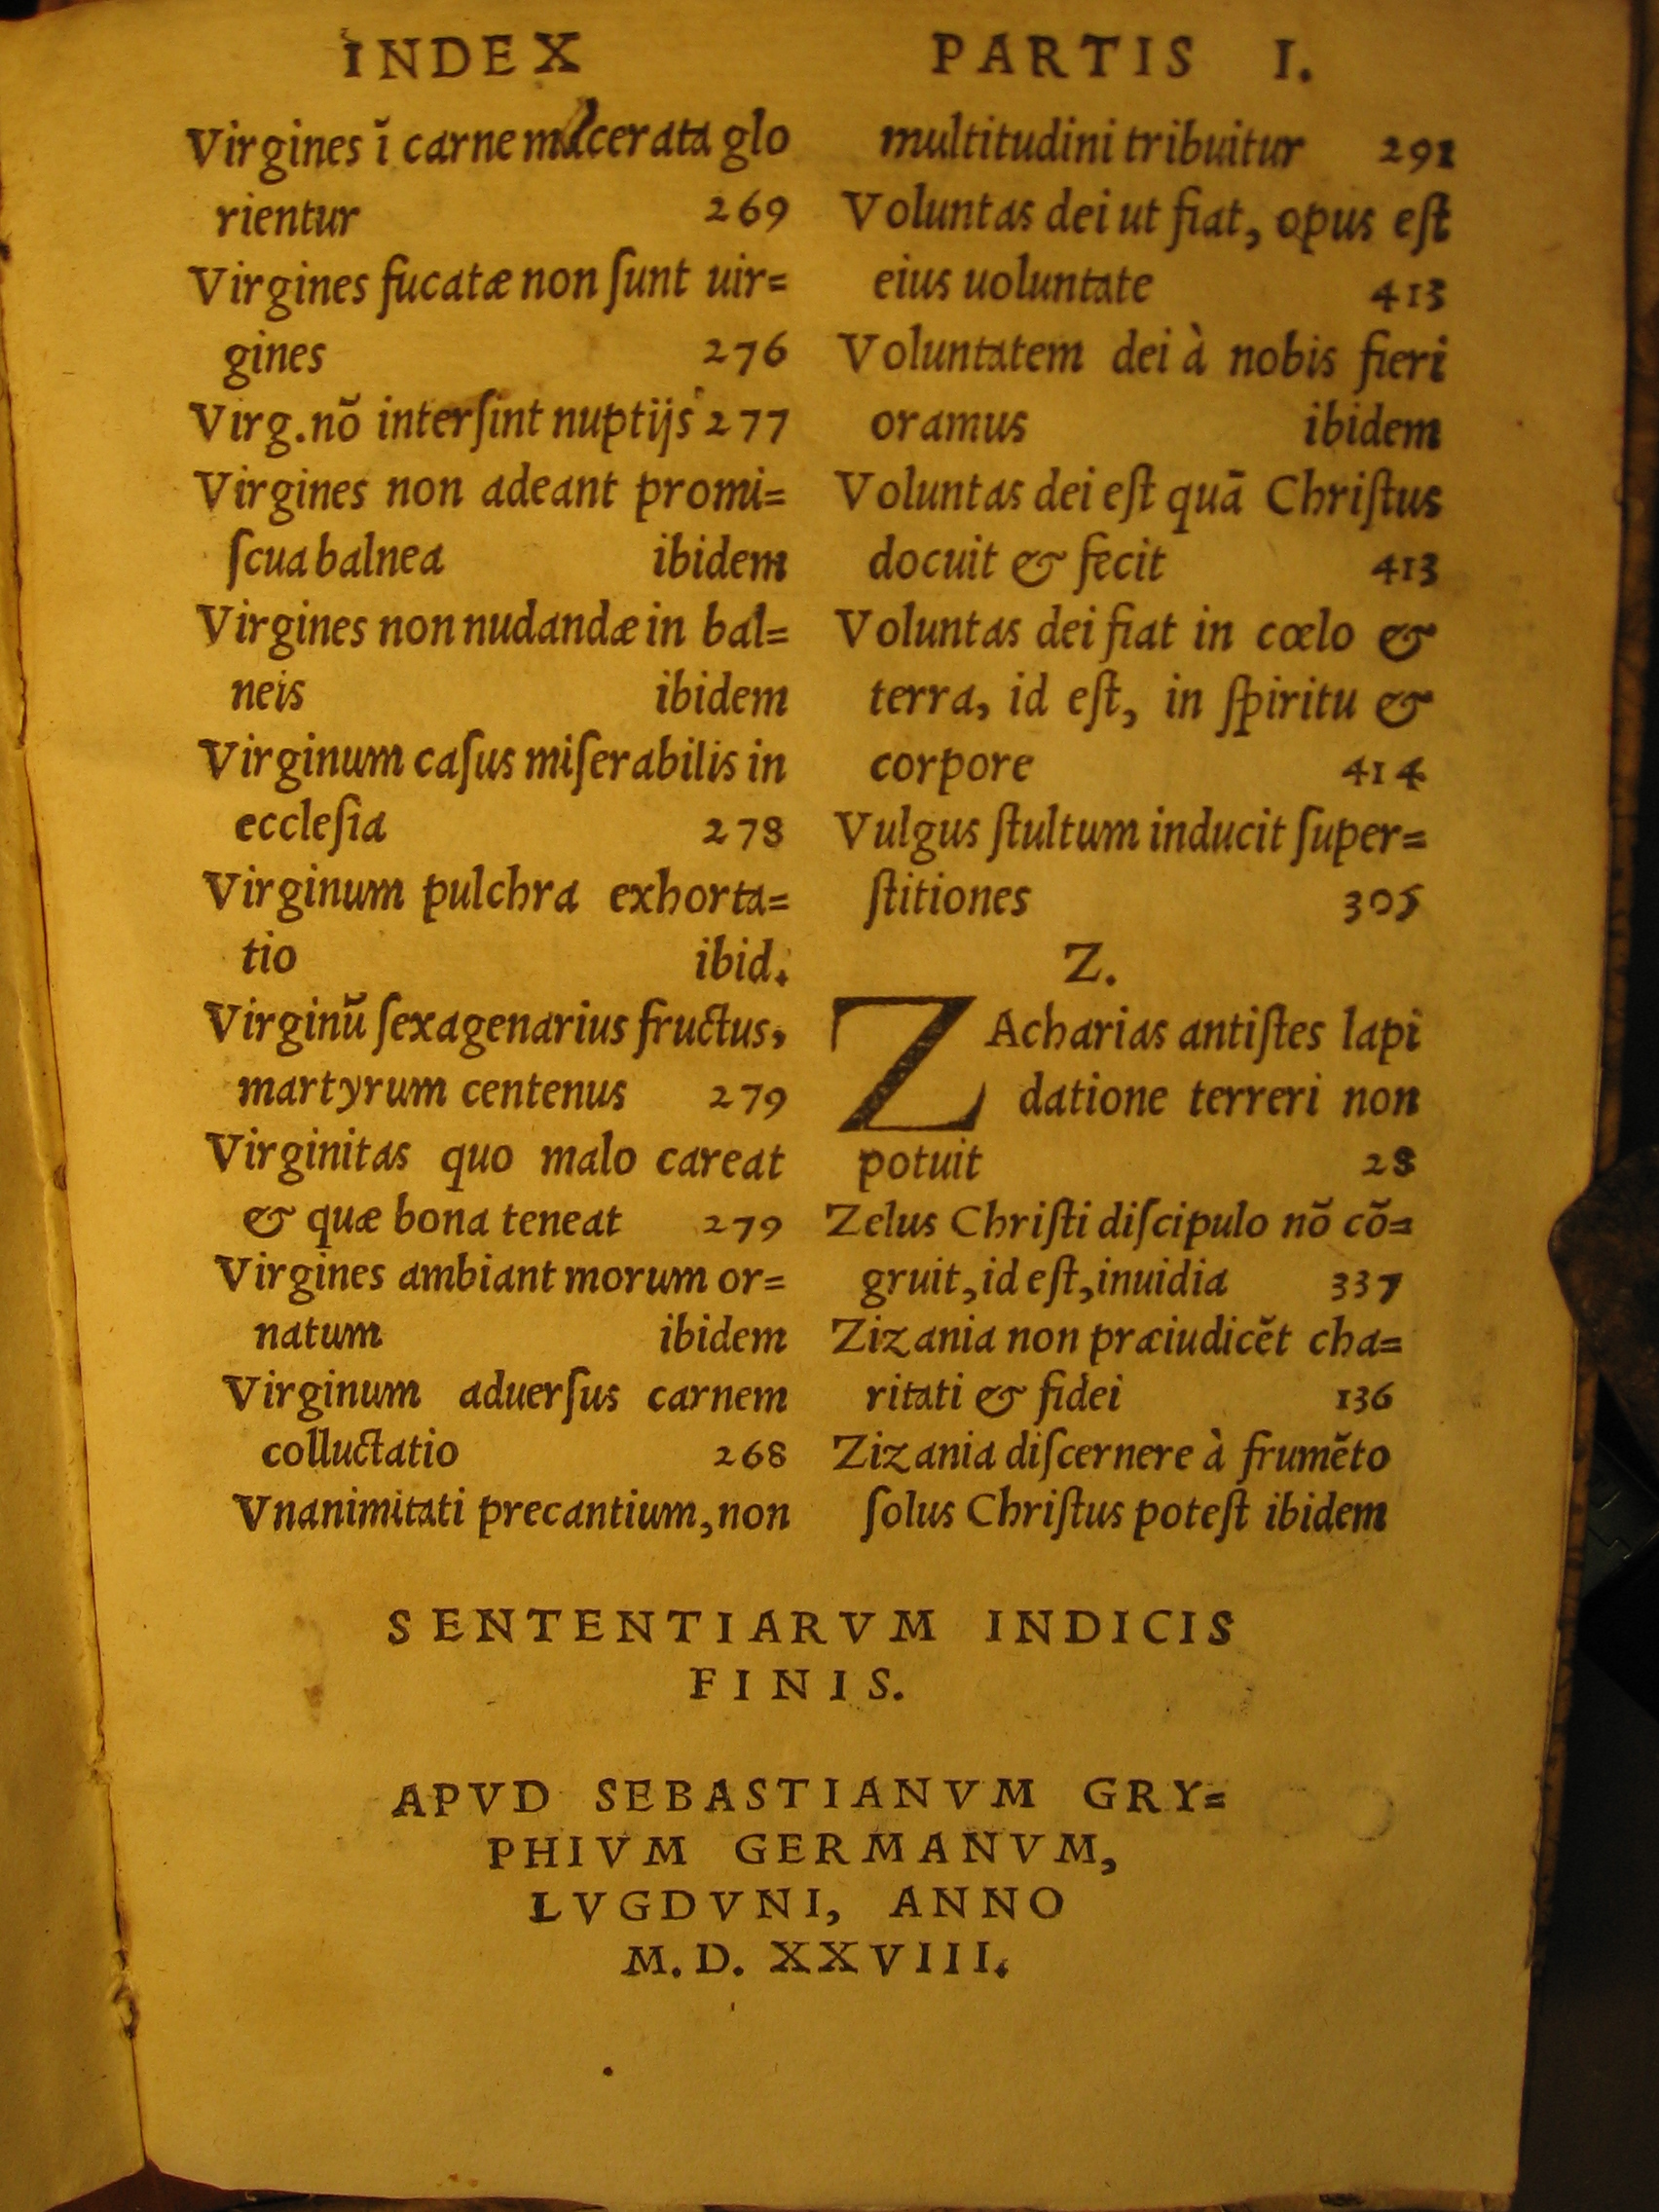 INDEX PARTIS I.
Virgines ĩ carne macerata glo
rientur 269
Virgines fucatæ non ſunt uir=
gines 276
Virg.nõ interſint nuptijs 277
Virgines non adeant promi=
ſcua balnea ibidem
Virgines non nudandæ in bal=
neis ibidem
Virginum caſus miſerabilis in
eccleſia 278
Virginum pulchra exhorta=
tio ibid.
Virginũ ſexagenarius fructus,
martyrum centenus 279
Virginitas quo malo careat
& quæ bona teneat 279
Virgines ambiant morum or=
natum ibidem
Virginum aduerſus carnem
colluctatio 268
Vnanimitati precantium, non
multitudini tribuitur 291
Voluntas dei ut fiat, opus eſt
eius uoluntate 413
Voluntatem dei à nobis fieri
oramus ibidem
Voluntas dei eſt quã Chriſtus
docuit & fecit 413
Voluntas dei fiat in cœlo &
terra, id eſt, in ſpiritu &
corpore 414
Vulgus ſtultum inducit ſuper=
ſtitiones 305
Z.
ZAcharias antiſtes lapi
datione terreri non
potuit 28
Zelus Chriſti diſcipulo nõ cõ=
gruit, id eſt, inuidia 337
Zizania non præiudicẽt cha=
ritati & fidei 136
Zizania diſcernere à frumẽto
ſolus Chriſtus poteſt ibidem
SENTENTIARVM INDICIS
FINIS.
APVD SEBASTIANVM GRY=
PHIVM GERMANVM,
LVGDVNI, ANNO
M. D. XXVIII.